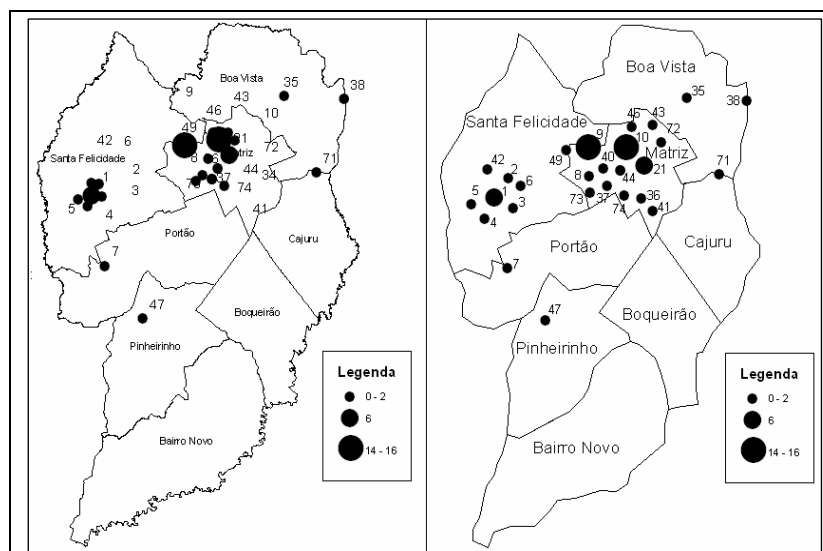 Boa Vista
35
38
9
43
46
10
49
42
6
31
72
Santa Felicidade
8
2
71
44
34
1
3
37
74
5
4
41
Portão
Cajuru
7
47
Boqueirão
Pinheirinho
Legenda
0 - 2
6
14 - 16
Bairro Novo
Boa Vista
35
38
Santa Felicidade
45
43
9
10
72
Matriz
49
40
42
8
21
71
2
44
6
1
5
73
37
36
3
74
41
4
Portão
Cajuru
7
47
Boqueirão
Pinheirinho
Legenda
0 - 2
6
14 - 16
Bairro Novo